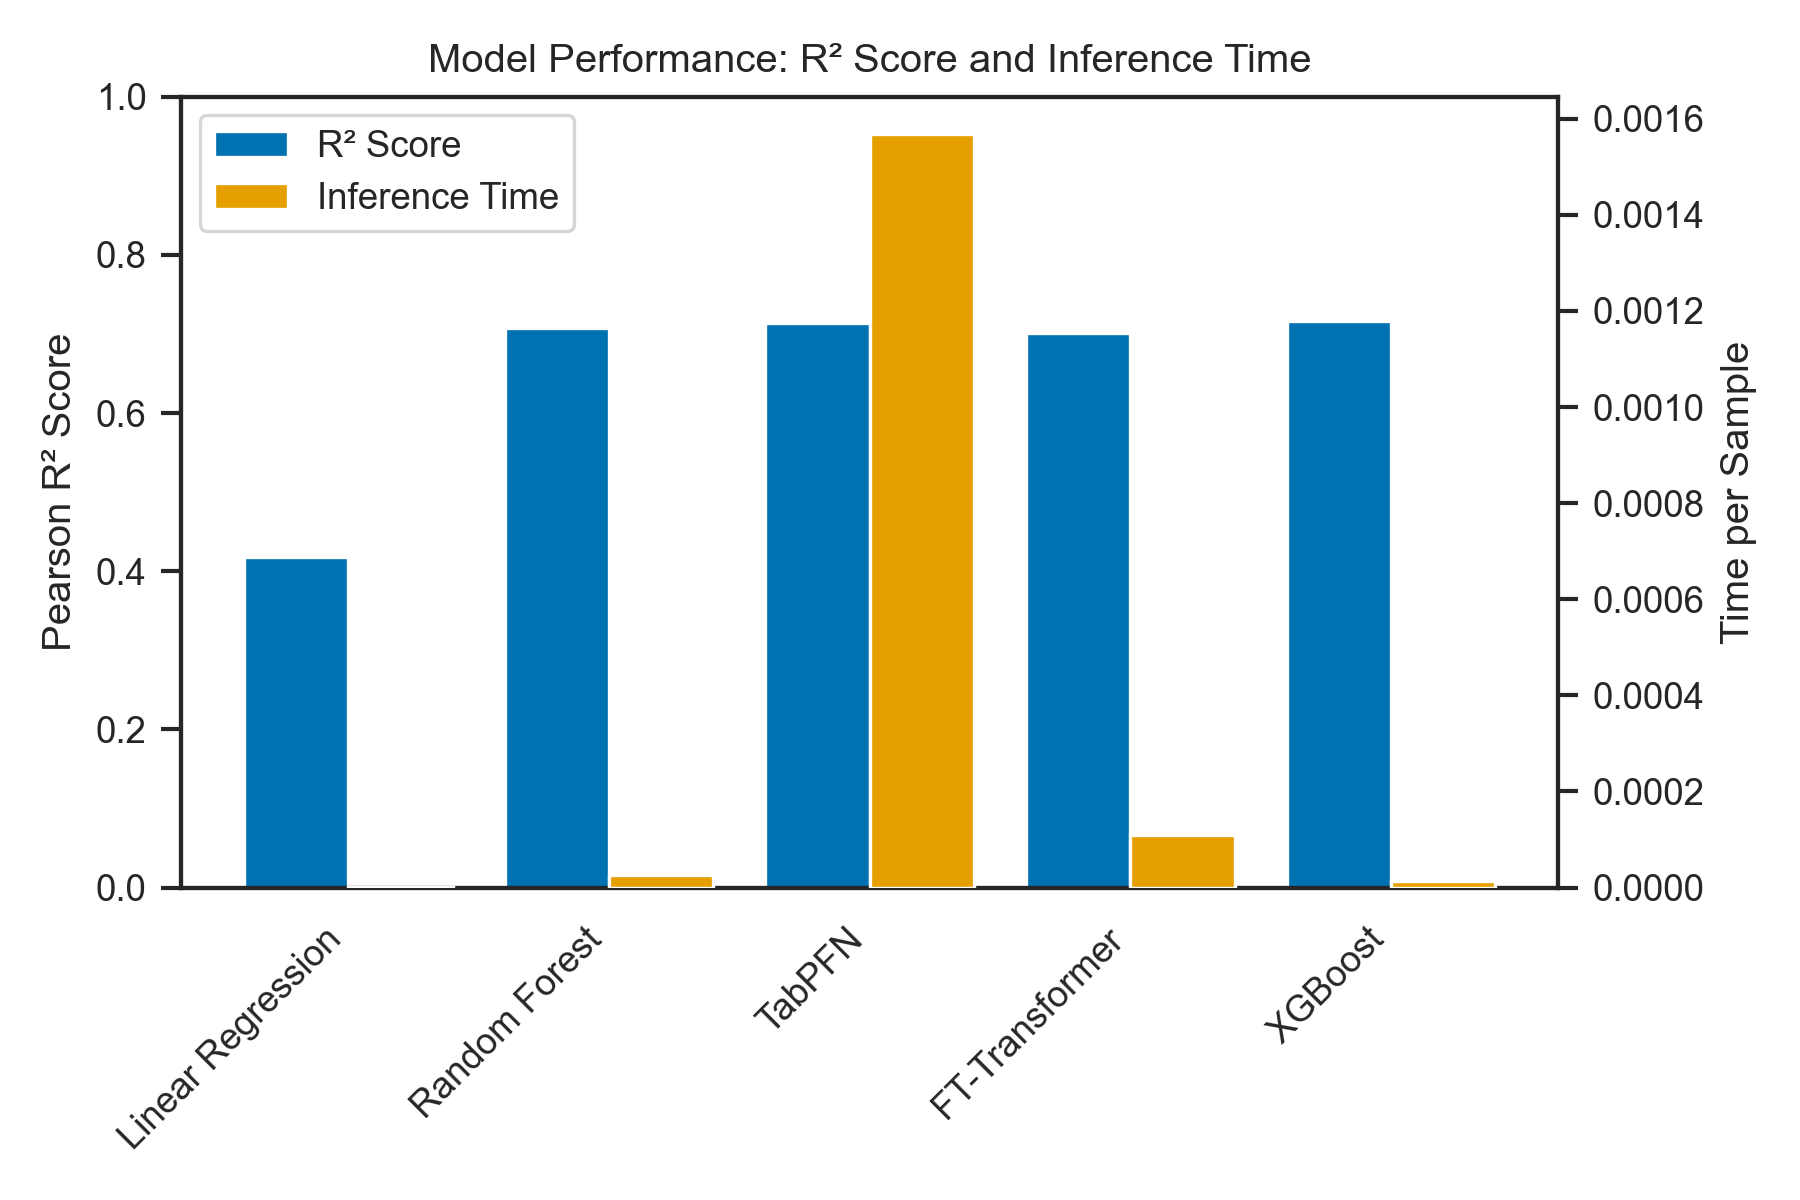 Model Performance: R² Score and Inference Time
R² Score
Inference Time
Pearson R² Score
1.0
0.8
0.6
0.4
0.2
0.0
0.0016
0.0014
0.0012
0.0010
0.0008
0.0006
0.0004
0.0002
0.0000
Time per Sample
Linear Regression
Random Forest
TabPFN
FT-Transformer
XGBoost